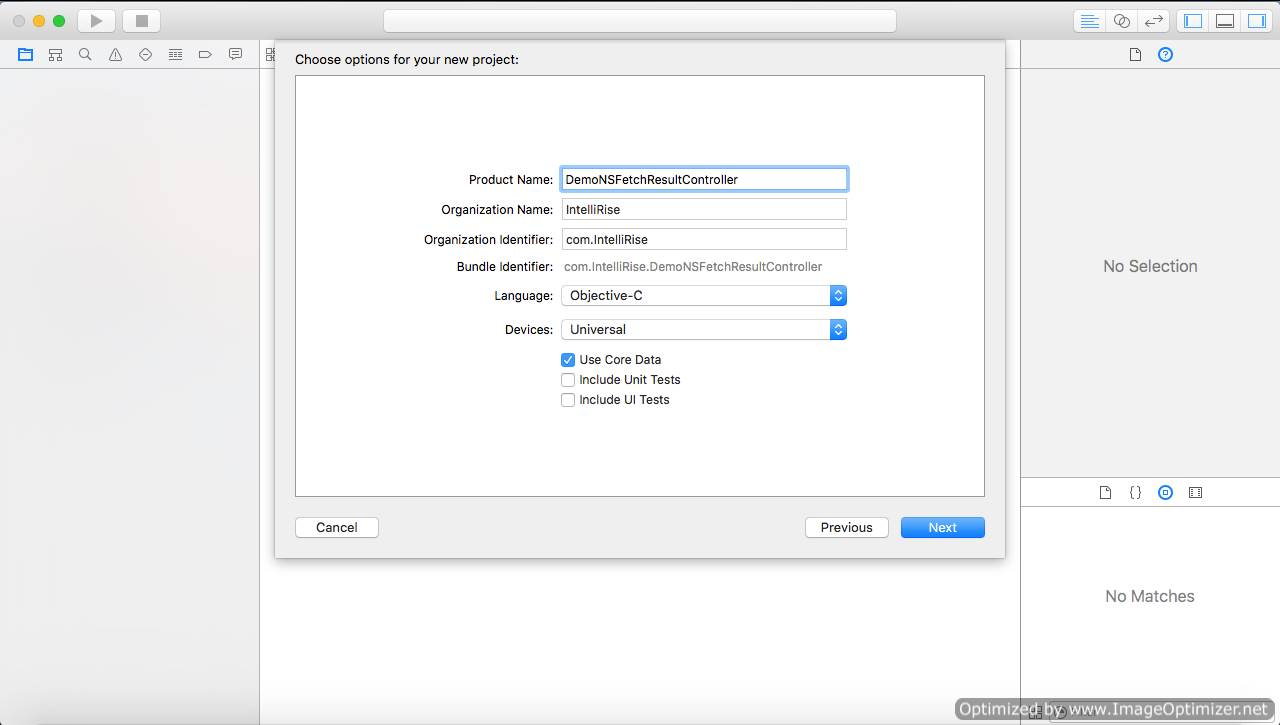 Choose options for your new project:
Product Name: DemoNSFetchResultController
Organization Name: IntelliRise
Organization Identifier: com.IntelliRise
Bundle Identifier: com.IntelliRise.DemoNSFetchResultController
No Selection
Language: Objective-C
Devices: Universal
Use Core Data
Include Unit Tests
Include UI Tests
Cancel Previous Next
No Matches
Optimized by www.ImageOptimizer.net